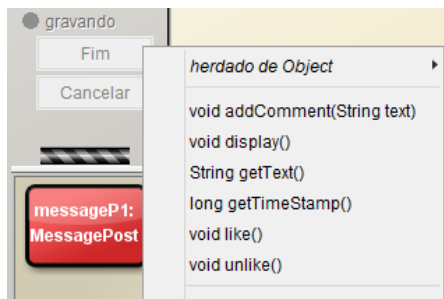 gravando
Fim
Cancelar
herdado de Object
void addComment(String text)
void display()
String getText()
long getTimeStamp()
void like()
void unlike()
messageP1:
MessagePost